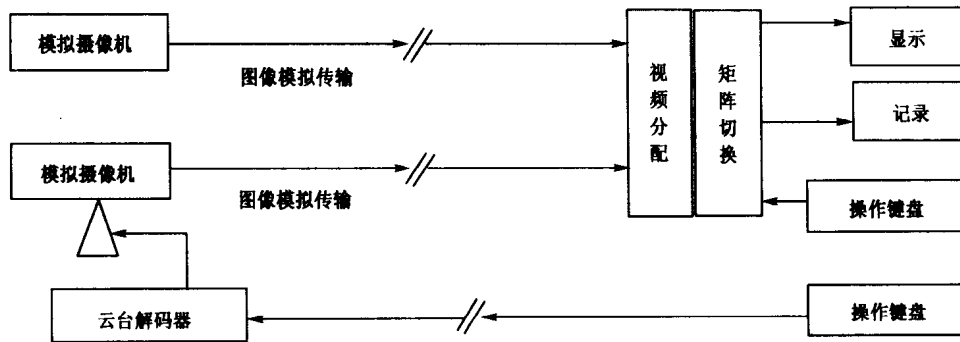 模拟摄像机
图像模拟传输
视频分配
矩阵切换
显示
记录
模拟摄像机
图像模拟传输
操作键盘
云台解码器
操作键盘